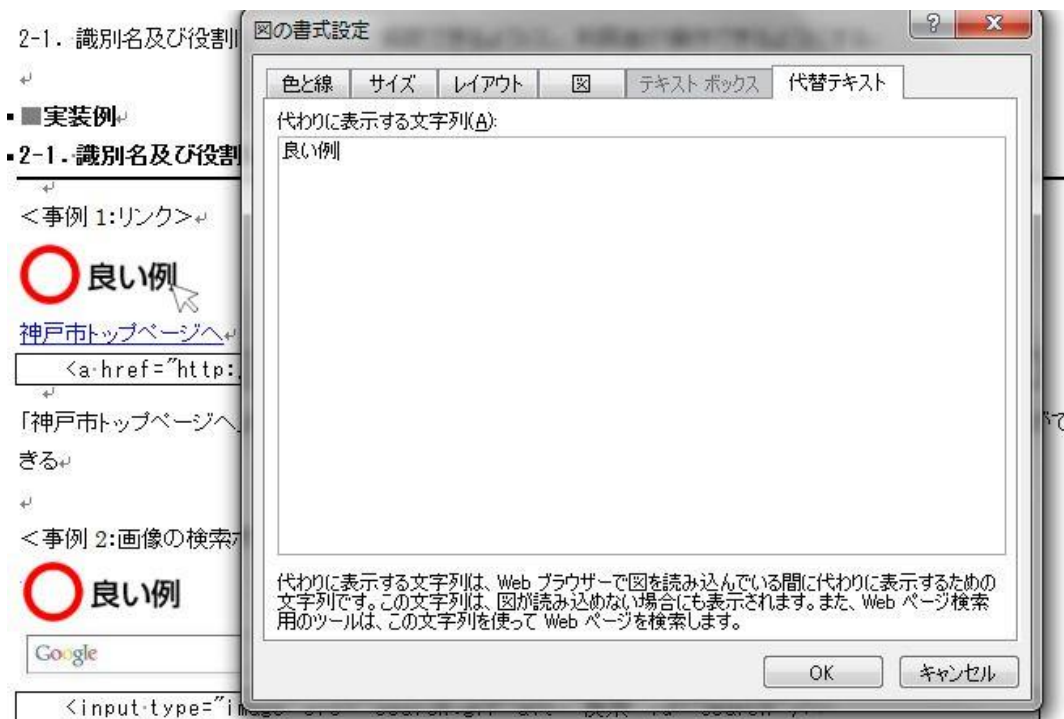 2-1. 識別名及び役割
■実装例
2-1. 識別名及び役割
<事例 1:リンク>
良い例
神戸市トップページへ
<a href="http:
「神戸市トップページへ」
きる
<事例 2:画像の検索
良い例
Google
<input type="image
図の書式設定
色と線 サイズ レイアウト 図 テキスト ボックス 代替テキスト
代わりに表示する文字列(A):
良い例
代わりに表示する文字列は、Web ブラウザーで図を読み込んでいる間に代わりに表示するための
文字列です。この文字列は、図が読み込めない場合にも表示されます。また、Web ページ検索
用のツールは、この文字列を使って Web ページを検索します。
OK キャンセル